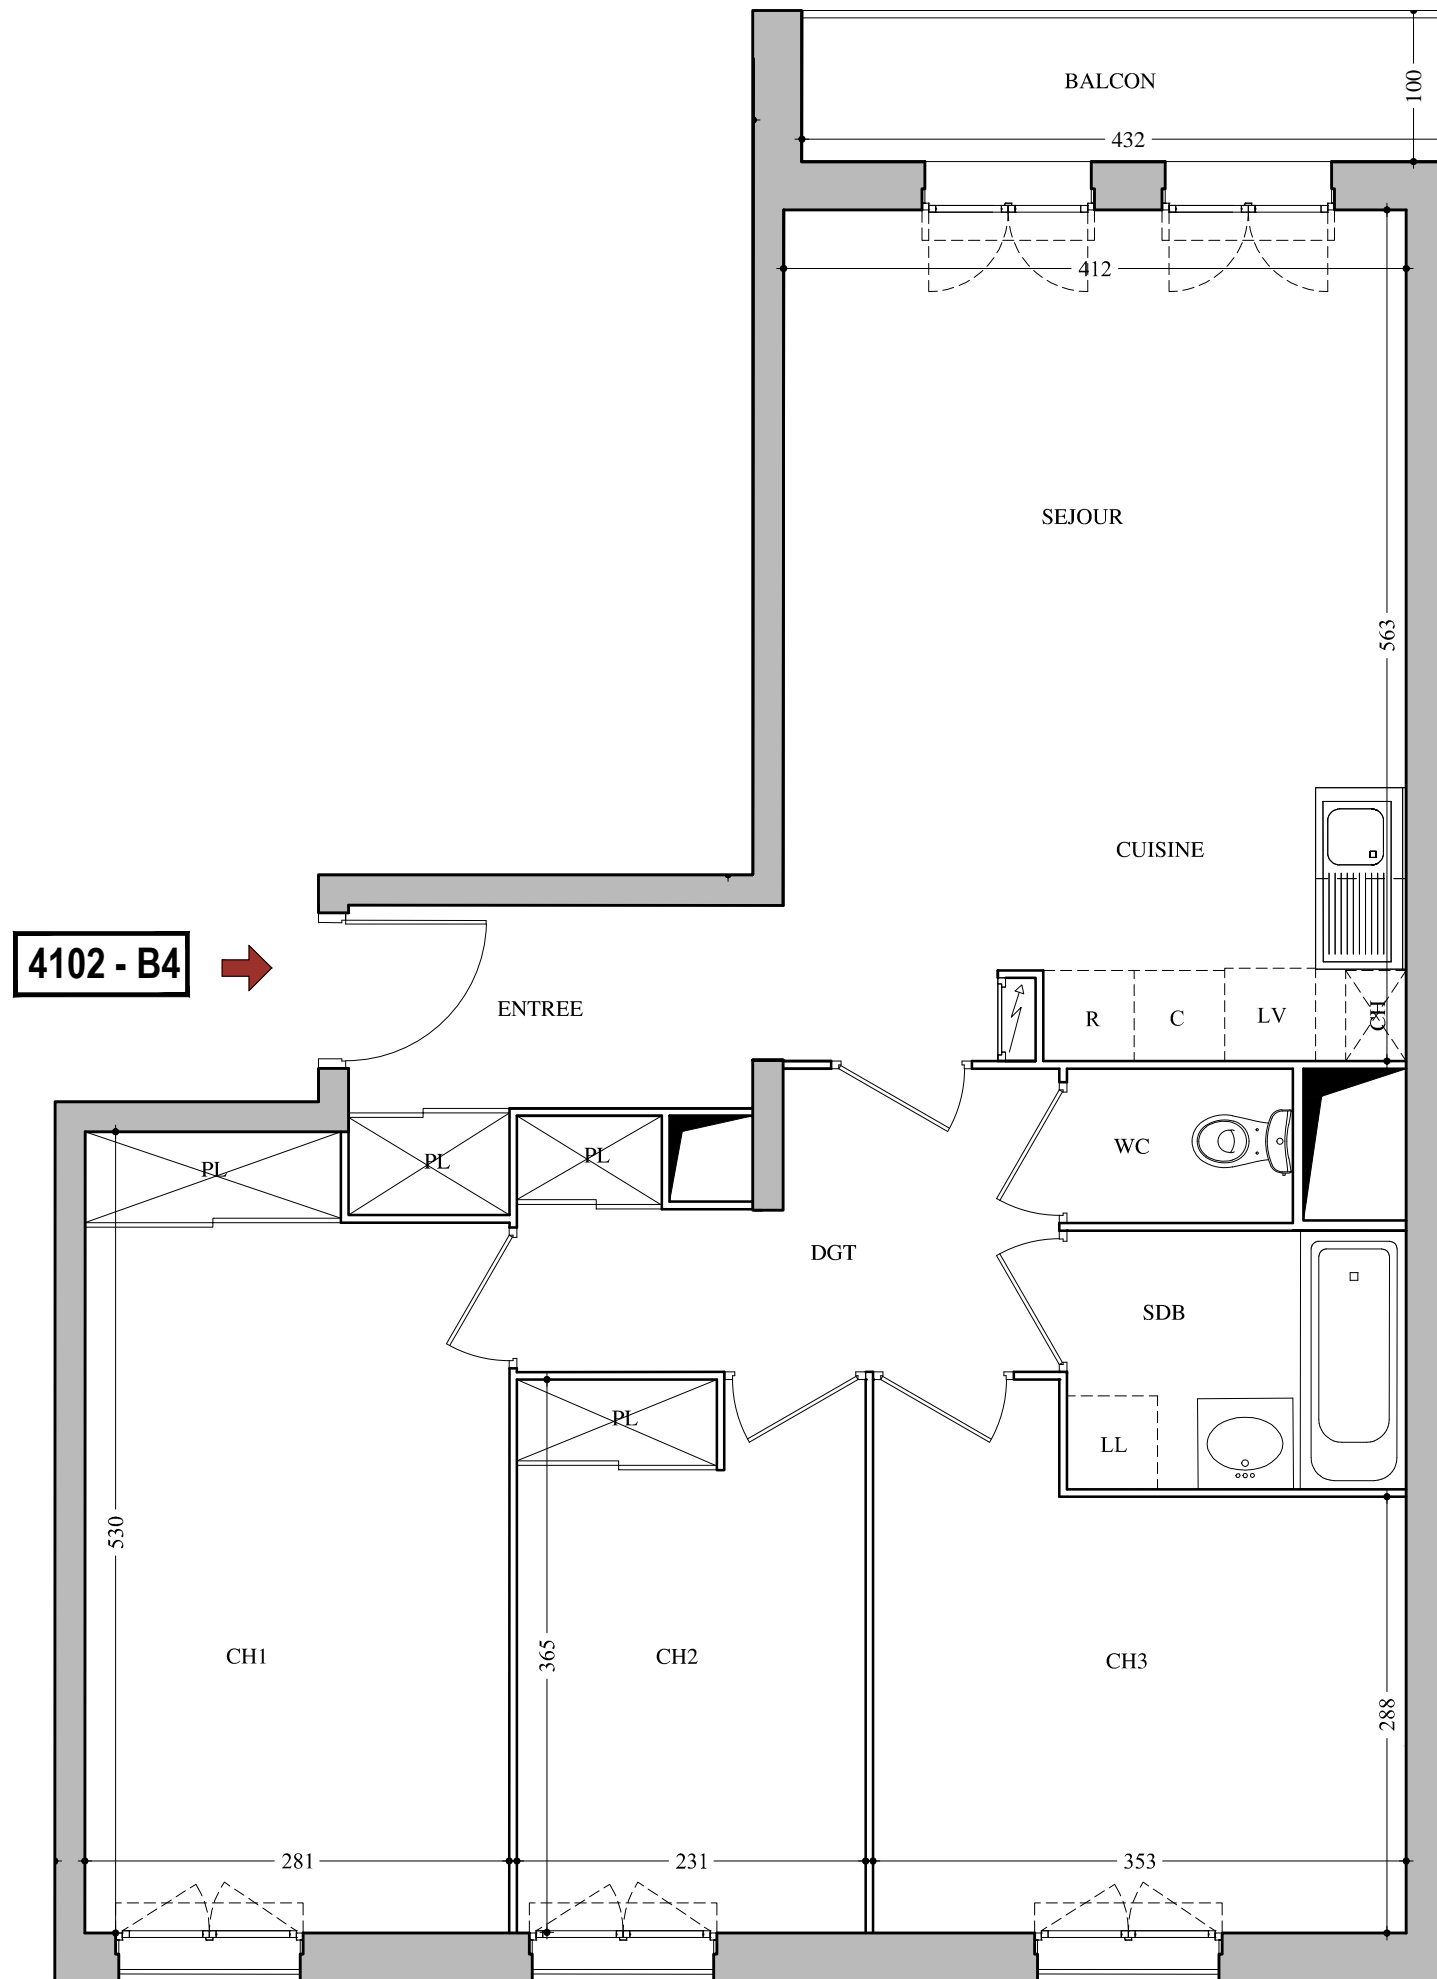 BALCON
100
432
412
SEJOUR
563
CUISINE
4102 - B4
ENTREE
R
C
LV
CH
PL
PL
PL
WC
DGT
SDB
PL
LL
530
365
CH1
CH2
CH3
288
281
231
353